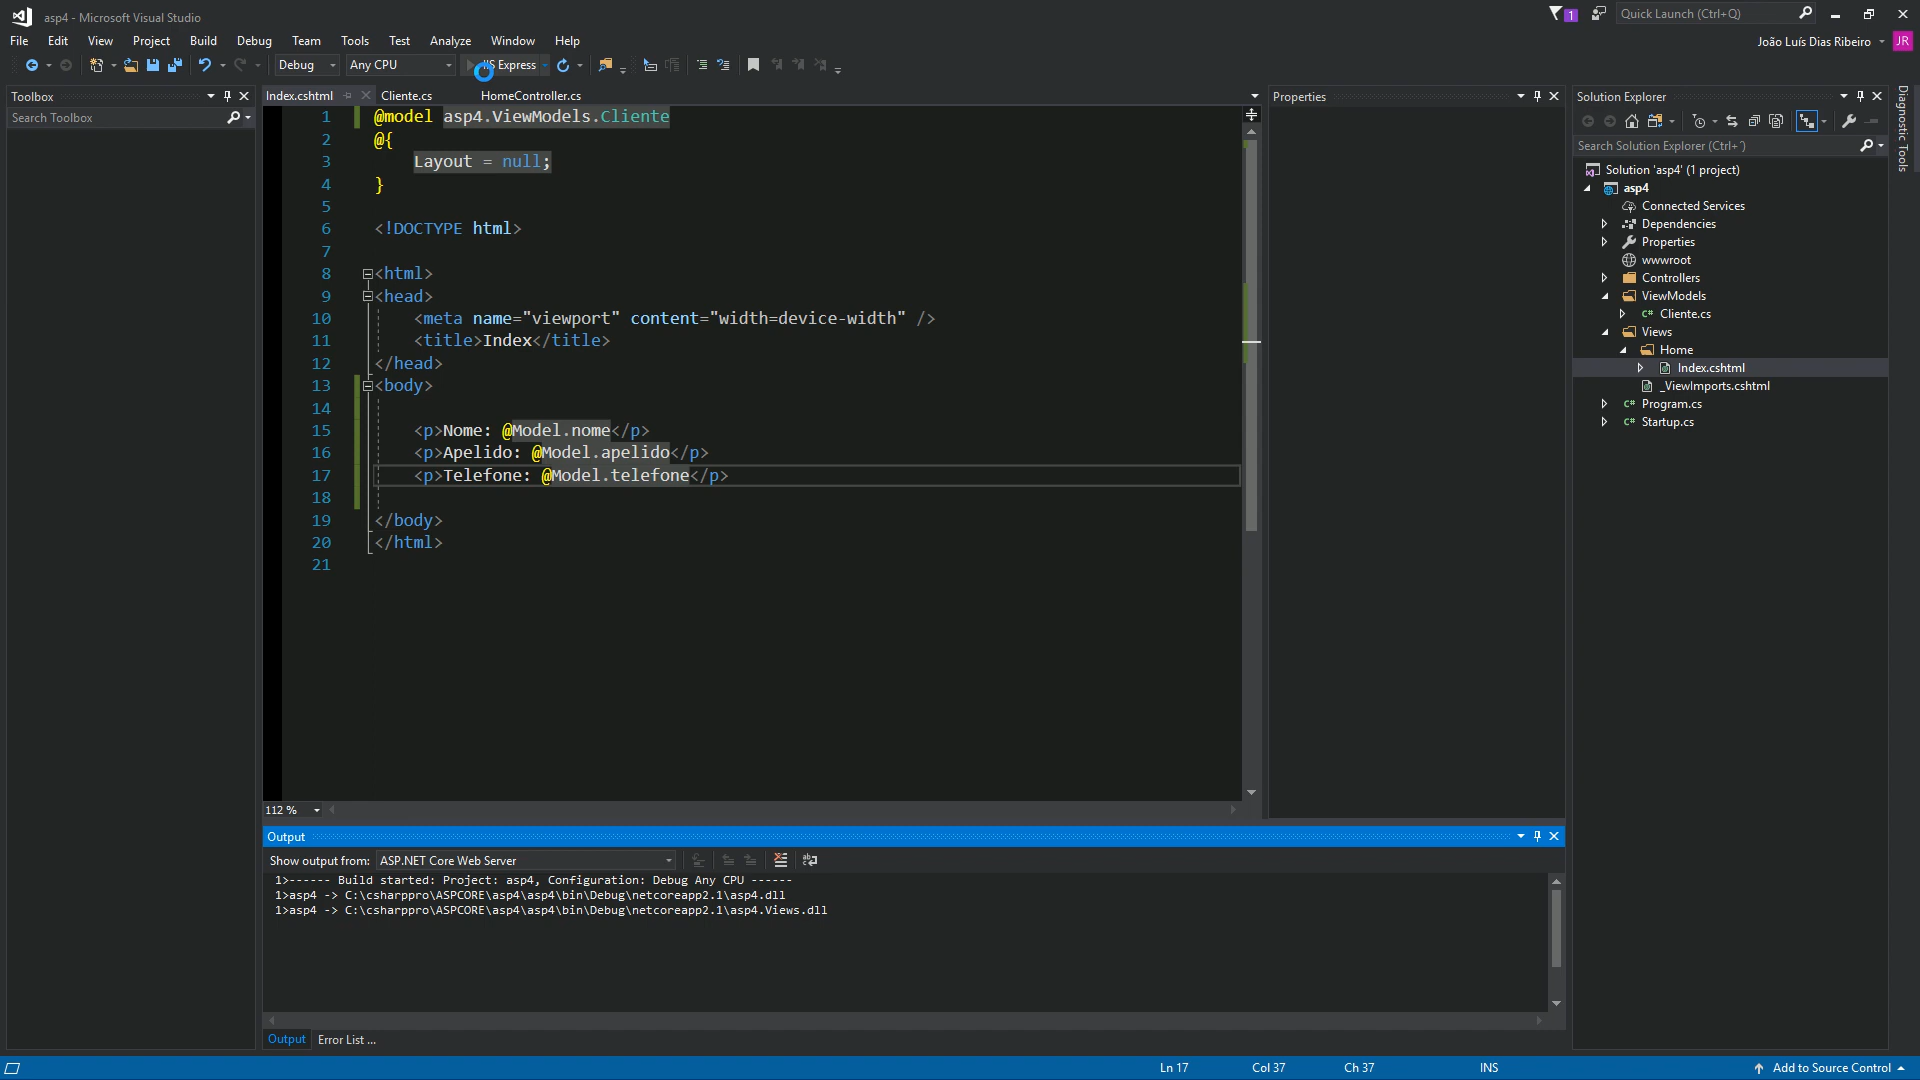 asp4 - Microsoft Visual Studio
1
Quick Launch (Ctrl+Q)
File Edit View Project Build Debug Team Tools Test Analyze Window Help
João Luís Dias Ribeiro JR
Debug Any CPU IIS Express
Toolbox
Search Toolbox
Index.cshtml Cliente.cs HomeController.cs
1 @model asp4.ViewModels.Cliente
2 @{
3 Layout = null;
4 }
5
6 <!DOCTYPE html>
7
8 <html>
9 <head>
10 <meta name="viewport" content="width=device-width" />
11 <title>Index</title>
12 </head>
13 <body>
14
15 <p>Nome: @Model.nome</p>
16 <p>Apelido: @Model.apelido</p>
17 <p>Telefone: @Model.telefone</p>
18
19 </body>
20 </html>
21
112 %
Properties
Solution Explorer
Search Solution Explorer (Ctrl+´)
Solution 'asp4' (1 project)
asp4
Connected Services
Dependencies
Properties
wwwroot
Controllers
ViewModels
C# Cliente.cs
Views
Home
Index.cshtml
_ViewImports.cshtml
C# Program.cs
C# Startup.cs
Diagnostic Tools
Output
Show output from: ASP.NET Core Web Server
1>------ Build started: Project: asp4, Configuration: Debug Any CPU ------
1>asp4 -> C:\csharppro\ASPCORE\asp4\asp4\bin\Debug\netcoreapp2.1\asp4.dll
1>asp4 -> C:\csharppro\ASPCORE\asp4\asp4\bin\Debug\netcoreapp2.1\asp4.Views.dll
Output Error List ...
Ln 17 Col 37 Ch 37 INS Add to Source Control